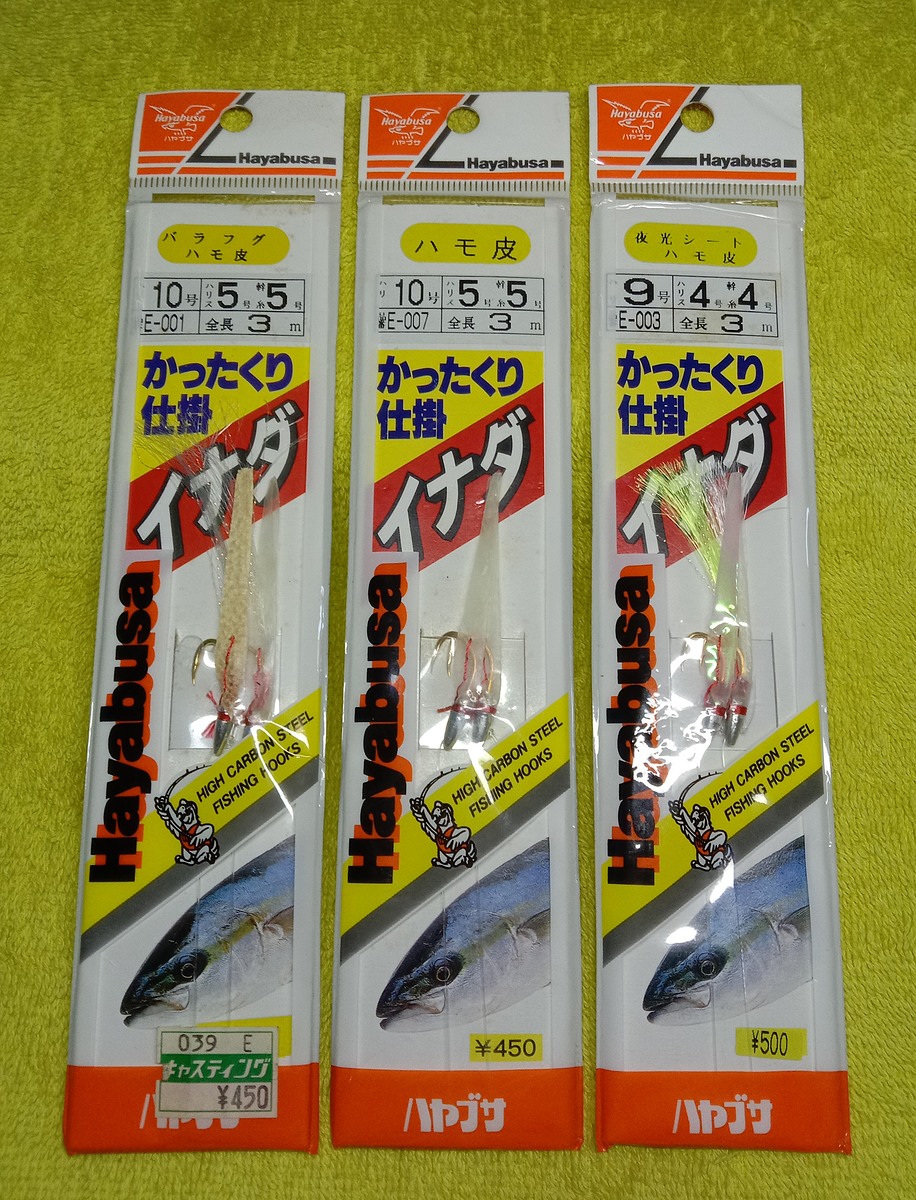 Hayabusa
ハヤブサ
Hayabusa
バラフグ
ハモ皮
10号 ハリス5号 幹糸5号
E-001 全長 3 m
かったくり
仕掛
イナダ
Hayabusa
HIGH CARBON STEEL
FISHING HOOKS
039 E
キャスティング
¥450
Hayabusa
ハヤブサ
Hayabusa
ハモ皮
10号 ハリス5号 幹糸5号
E-007 全長 3 m
かったくり
仕掛
イナダ
Hayabusa
HIGH CARBON STEEL
FISHING HOOKS
¥450
ハヤブサ
Hayabusa
ハヤブサ
Hayabusa
夜光シート
ハモ皮
9号 ハリス4号 幹糸4号
E-003 全長 3 m
かったくり
仕掛
イナダ
Hayabusa
HIGH CARBON STEEL
FISHING HOOKS
¥500
ハヤブサ